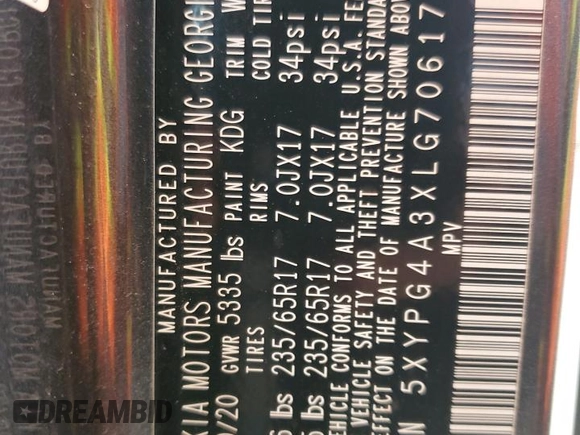 MANUFACTURED BY
KIA MOTORS MANUFACTURING GEORGI
/20 GVWR 5335 lbs PAINT KDG TRIM W
TIRES RIMS COLD TIR
lbs 235/65R17 7.0JX17 34psi
lbs 235/65R17 7.0JX17 34psi
VEHICLE CONFORMS TO ALL APPLICABLE U.S.A. FE
VEHICLE SAFETY AND THEFT PREVENTION STANDA
EFFECT ON THE DATE OF MANUFACTURE SHOWN ABOV
N 5XYPG4A3XLG70617
MPV
DREAMBID